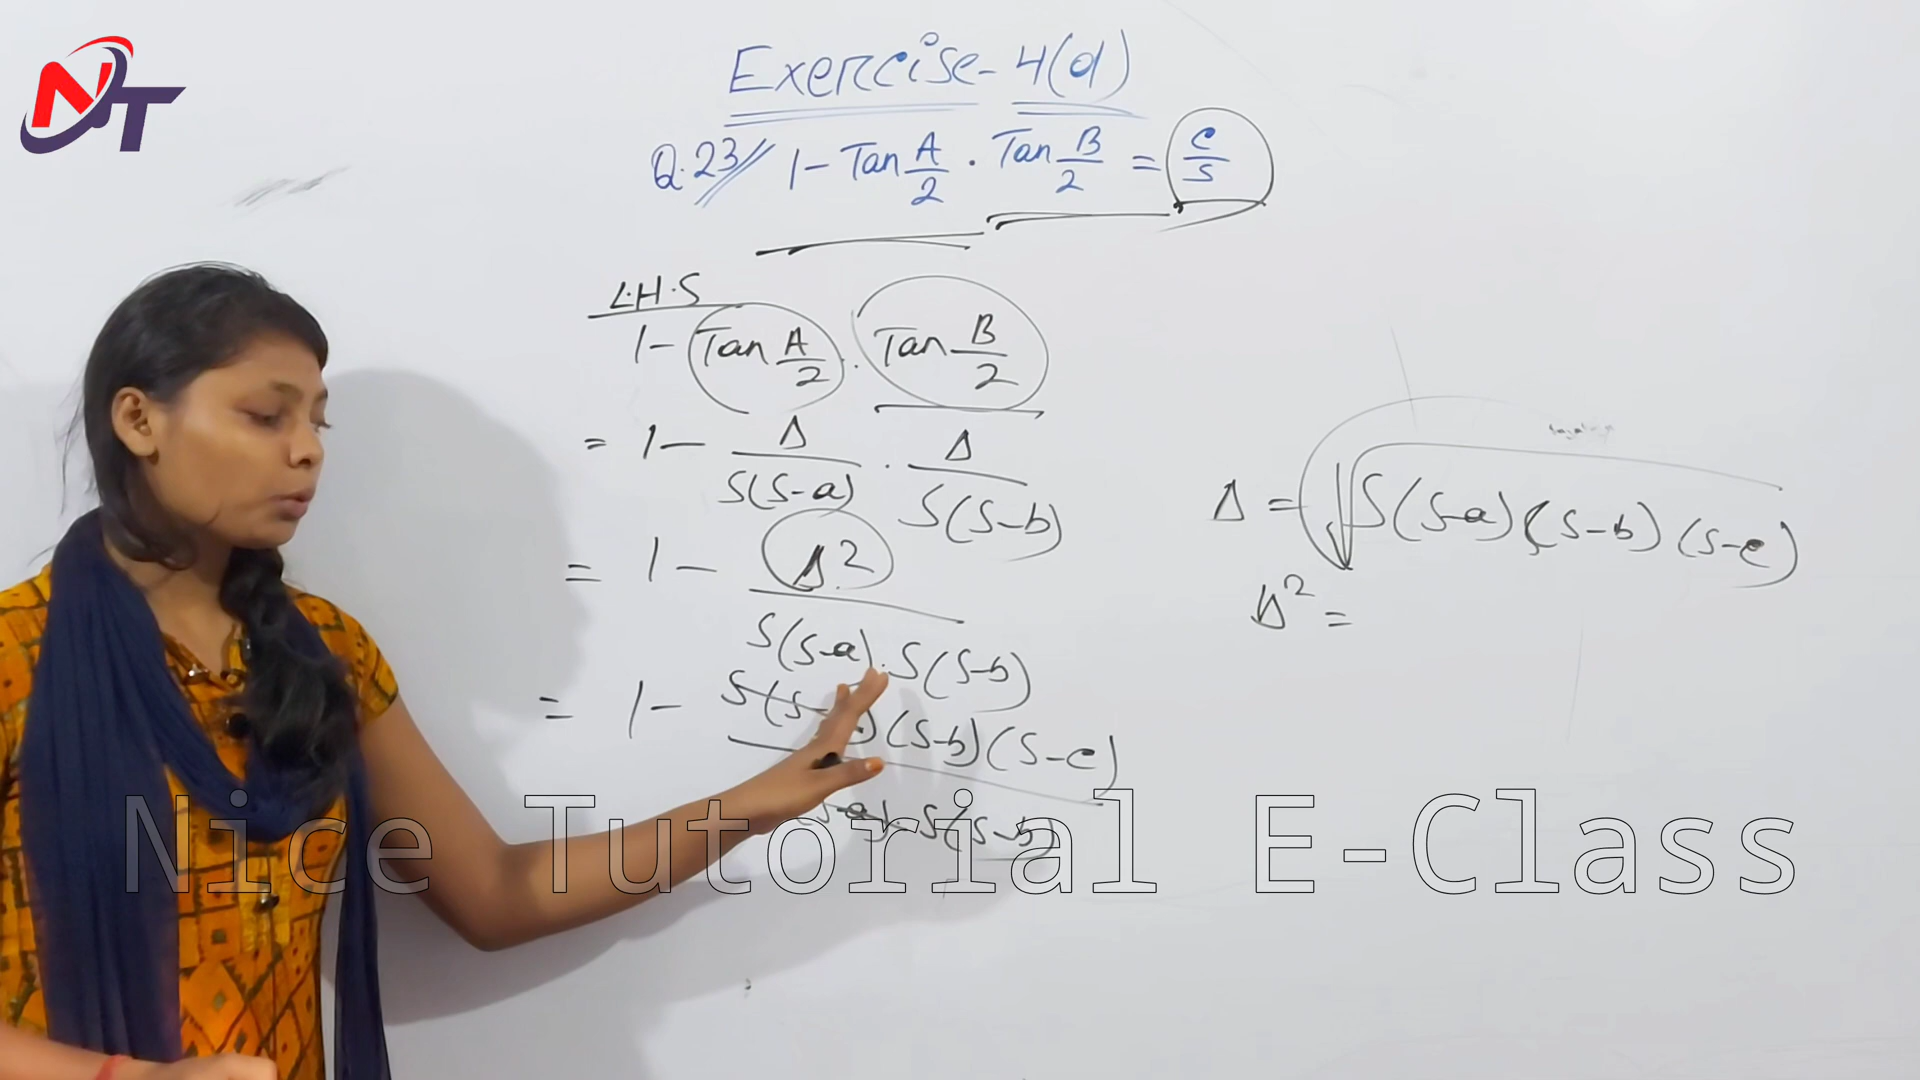 NT
Exercise-4(d)
Q.23// 1 - Tan A/2 . Tan B/2 = c/s
L.H.S
1 - Tan A/2 . Tan B/2
= 1 - Δ/S(S-a) . Δ/S(S-b)
= 1 - Δ2/S(S-a).S(S-b)
= 1 - S(S- )(S-b)(S-c)/(S-a).S(S-b)
Δ = √S(S-a)(S-b)(S-c)
Δ² =
Nice Tutorial E-Class